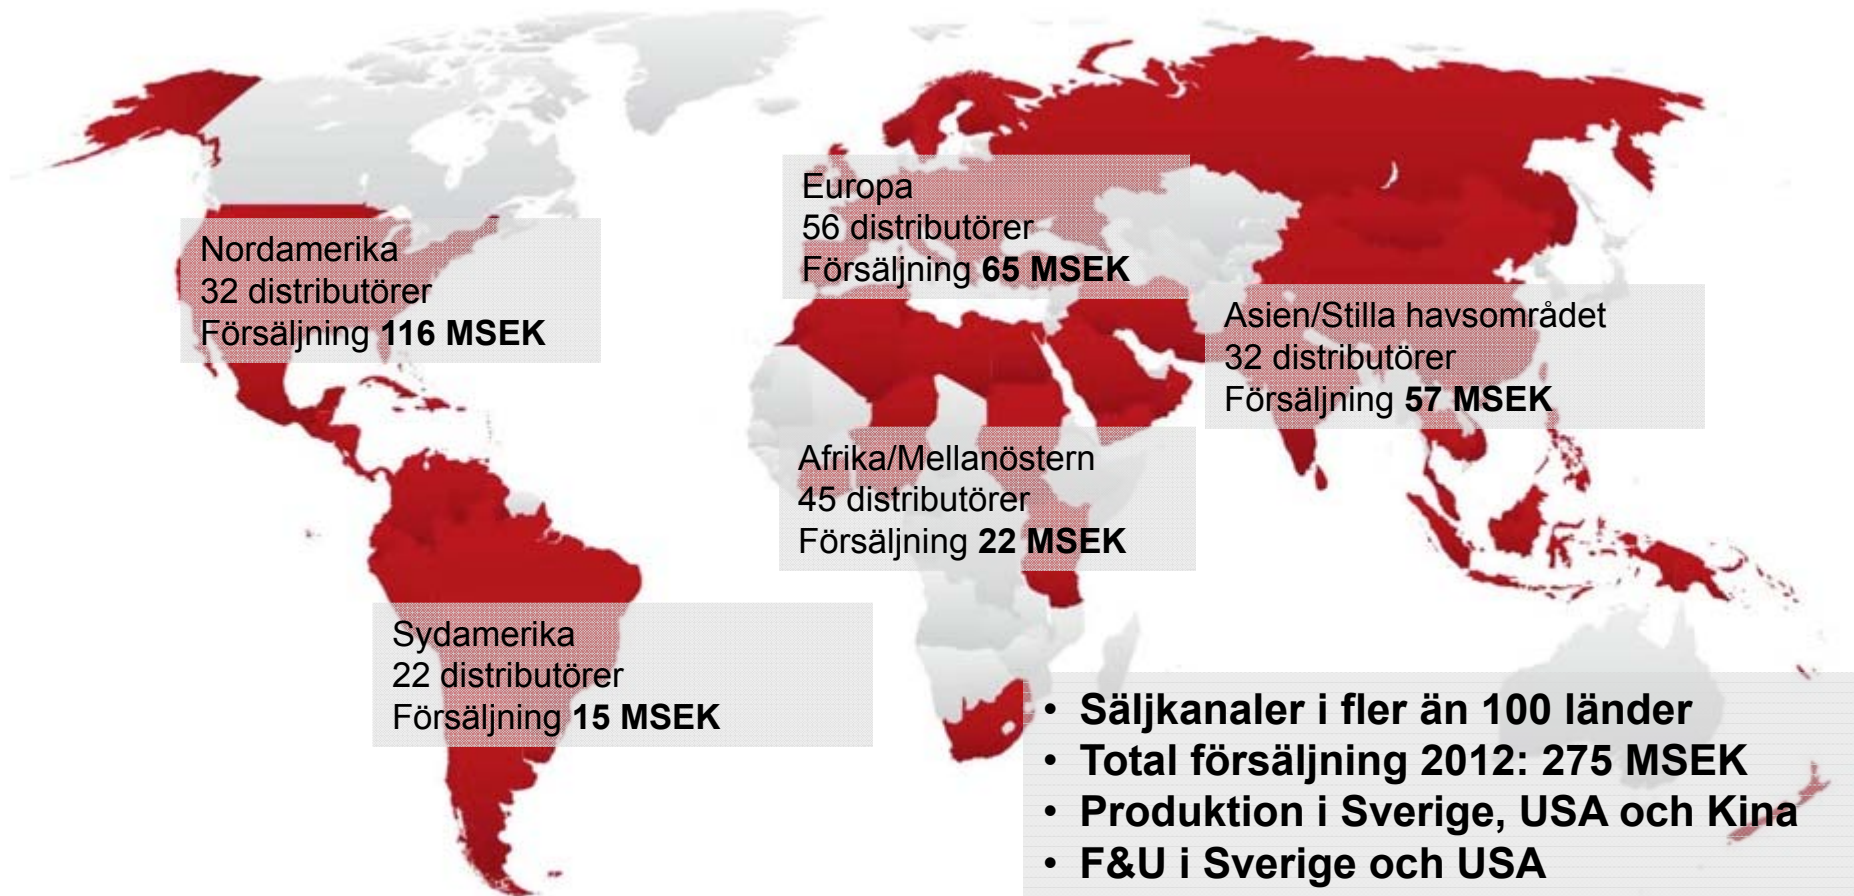 Nordamerika
32 distributörer
Försäljning 116 MSEK
Europa
56 distributörer
Försäljning 65 MSEK
Asien/Stilla havsområdet
32 distributörer
Försäljning 57 MSEK
Afrika/Mellanöstern
45 distributörer
Försäljning 22 MSEK
Sydamerika
22 distributörer
Försäljning 15 MSEK
• Säljkanaler i fler än 100 länder
• Total försäljning 2012: 275 MSEK
• Produktion i Sverige, USA och Kina
• F&U i Sverige och USA